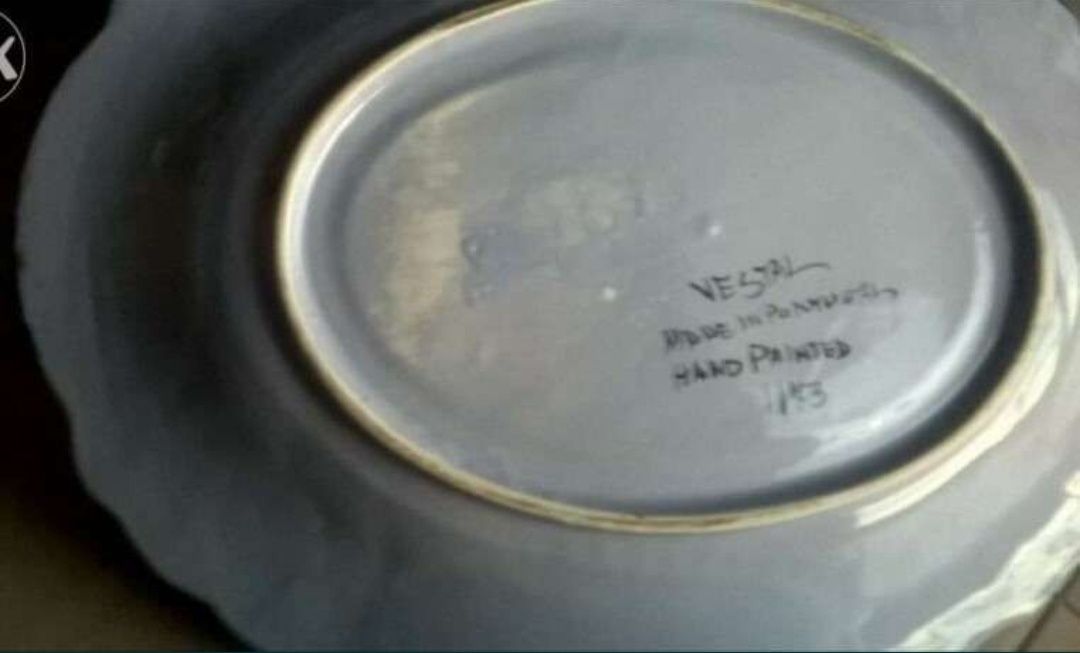 VESTAL
MADE IN PORTUGAL
HAND PAINTED